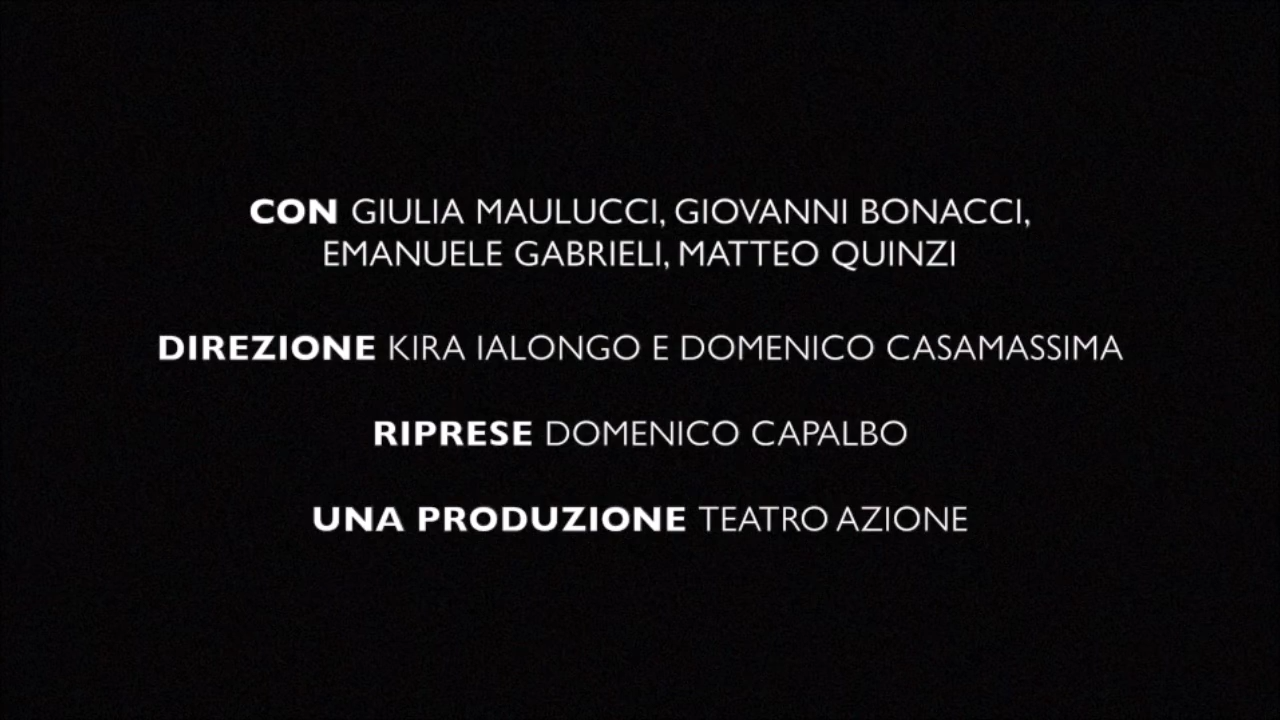 CON GIULIA MAULUCCI, GIOVANNI BONACCI,
EMANUELE GABRIELI, MATTEO QUINZI
DIREZIONE KIRA IALONGO E DOMENICO CASAMASSIMA
RIPRESE DOMENICO CAPALBO
UNA PRODUZIONE TEATRO AZIONE